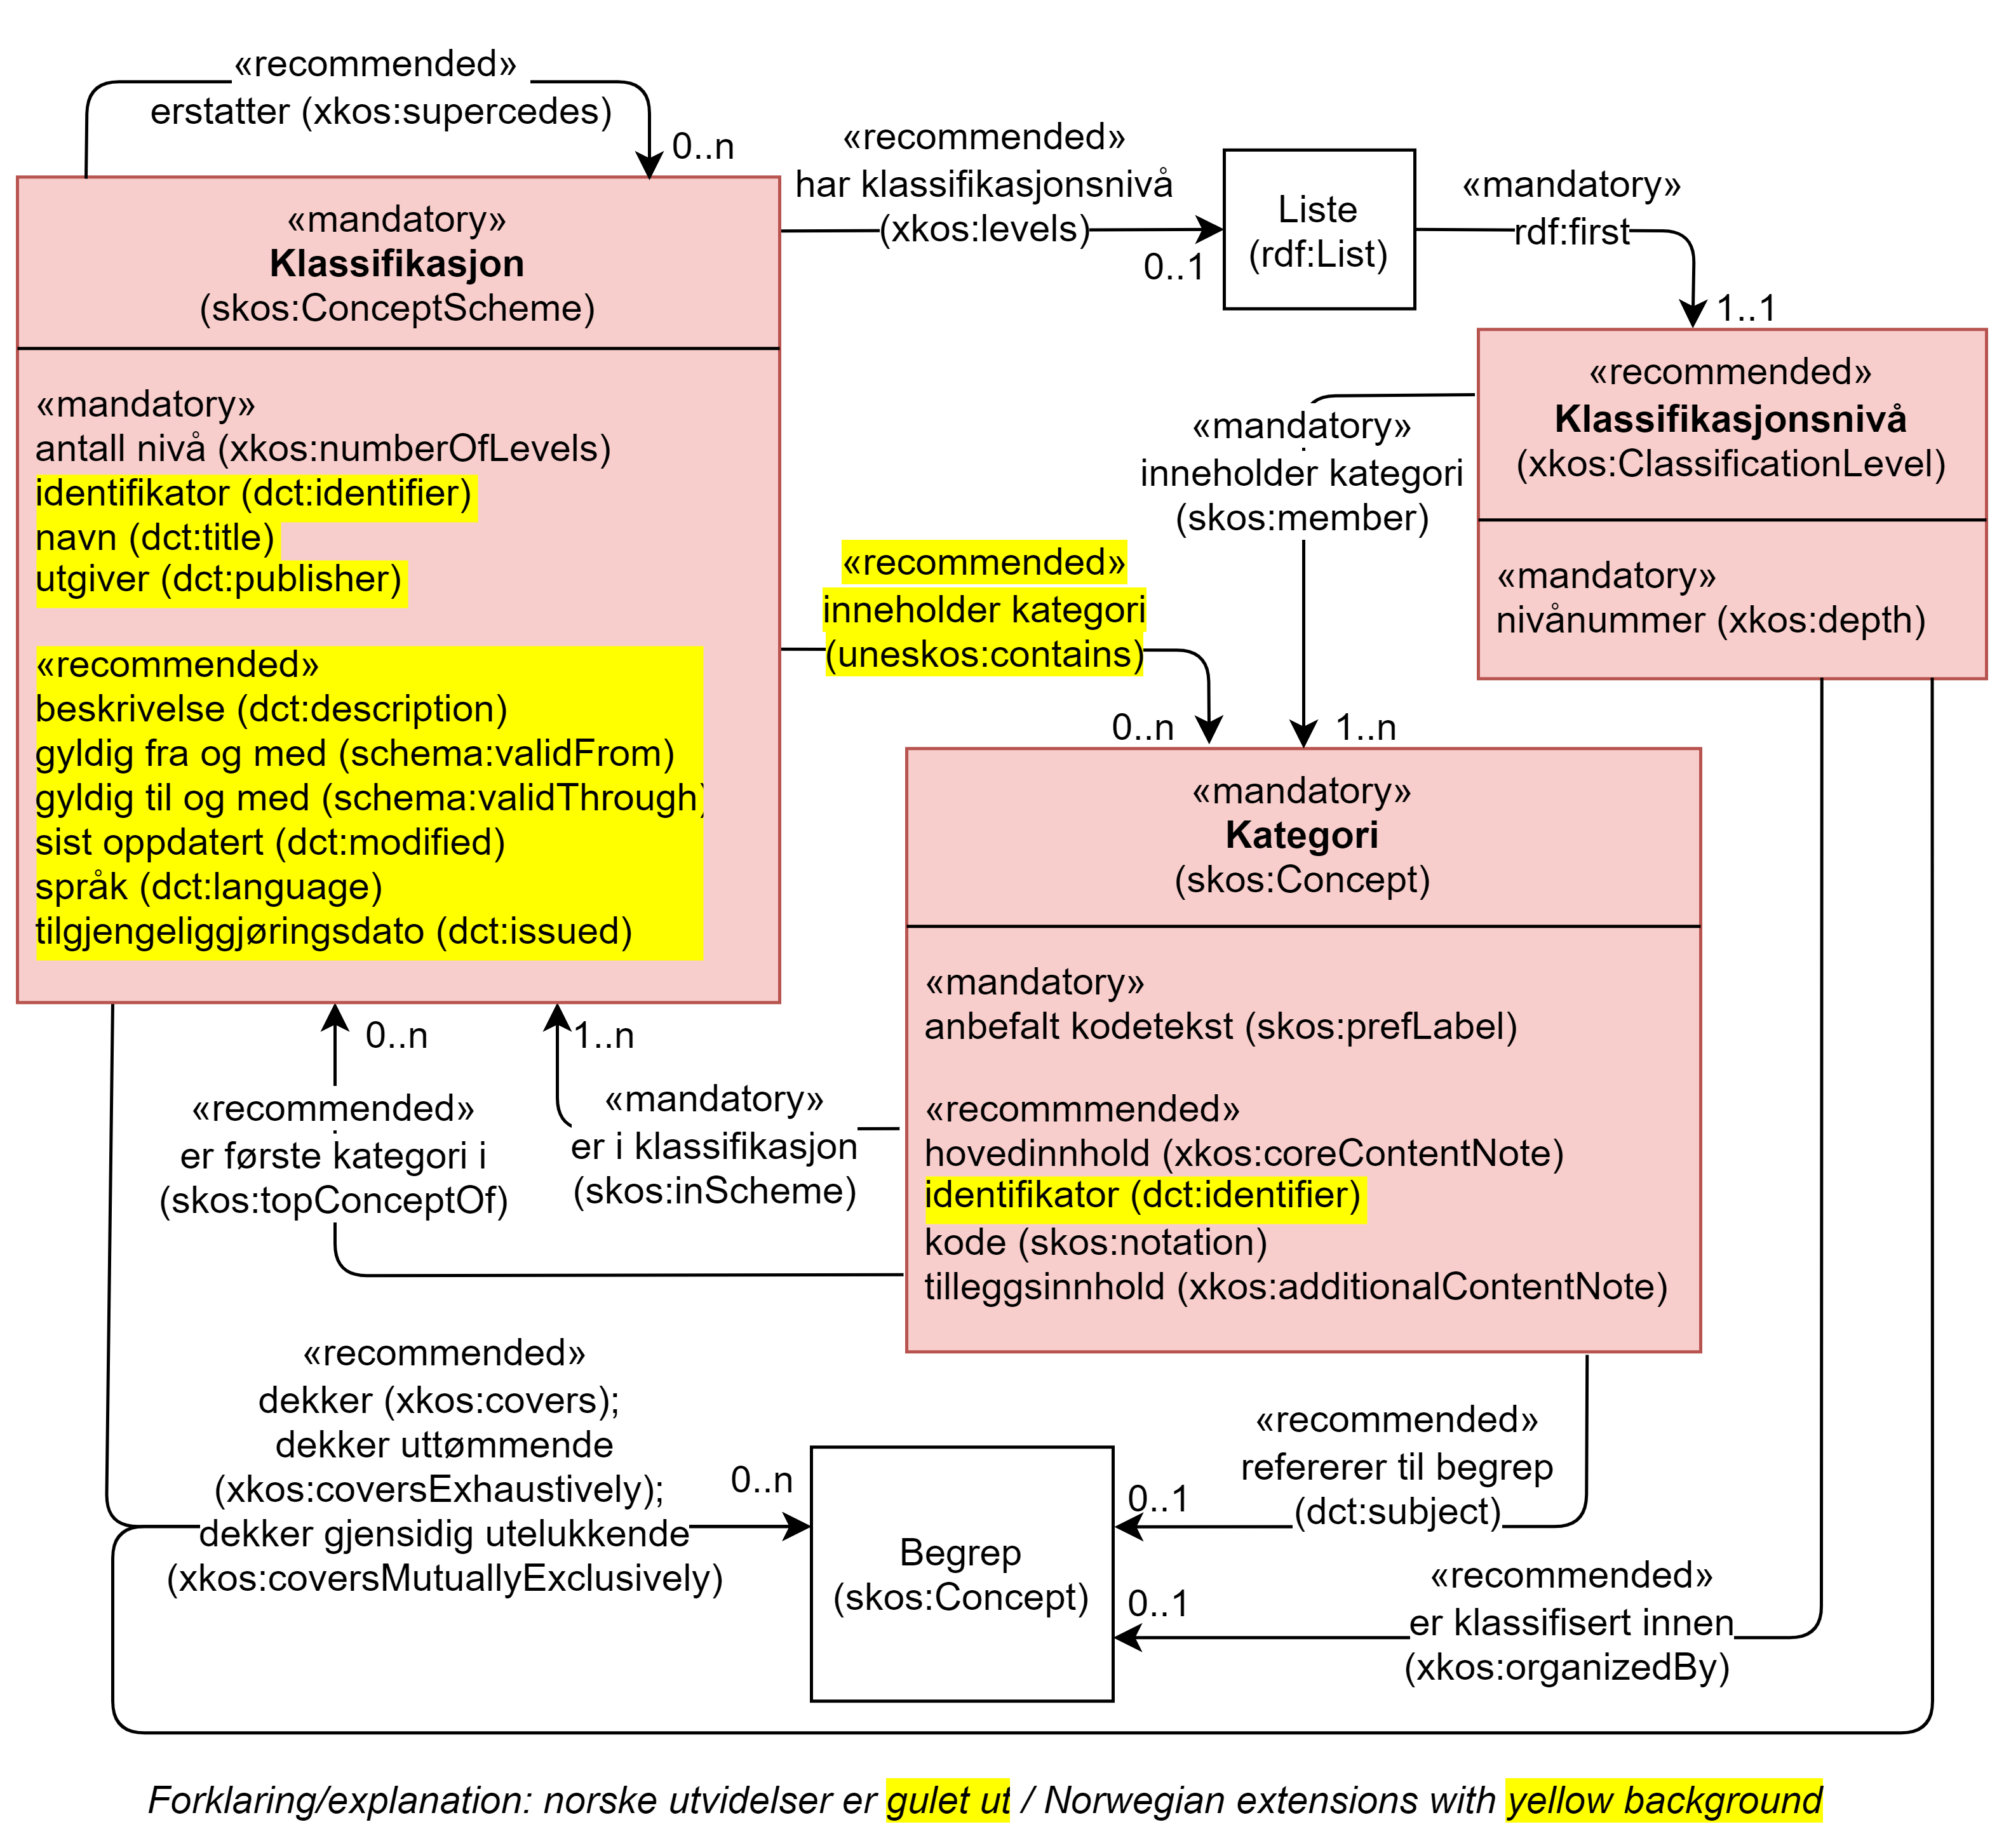 «recommended»
erstatter (xkos:supercedes)
0..n
«recommended»
har klassifikasjonsnivå
(xkos:levels)
0..1
Liste
(rdf:List)
«mandatory»
rdf:first
1..1
«mandatory»
Klassifikasjon
(skos:ConceptScheme)
«mandatory»
antall nivå (xkos:numberOfLevels)
identifikator (dct:identifier)
navn (dct:title)
utgiver (dct:publisher)
«recommended»
beskrivelse (dct:description)
gyldig fra og med (schema:validFrom)
gyldig til og med (schema:validThrough)
sist oppdatert (dct:modified)
språk (dct:language)
tilgjengeliggjøringsdato (dct:issued)
«recommended»
Klassifikasjonsnivå
(xkos:ClassificationLevel)
«mandatory»
nivånummer (xkos:depth)
«mandatory»
inneholder kategori
(skos:member)
1..n
«recommended»
inneholder kategori
(uneskos:contains)
0..n
«mandatory»
Kategori
(skos:Concept)
«mandatory»
anbefalt kodetekst (skos:prefLabel)
«recommmended»
hovedinnhold (xkos:coreContentNote)
identifikator (dct:identifier)
kode (skos:notation)
tilleggsinnhold (xkos:additionalContentNote)
0..n
«recommended»
er første kategori i
(skos:topConceptOf)
1..n
«mandatory»
er i klassifikasjon
(skos:inScheme)
«recommended»
dekker (xkos:covers);
dekker uttømmende
(xkos:coversExhaustively);
dekker gjensidig utelukkende
(xkos:coversMutuallyExclusively)
0..n
Begrep
(skos:Concept)
«recommended»
refererer til begrep
(dct:subject)
0..1
«recommended»
er klassifisert innen
(xkos:organizedBy)
0..1
Forklaring/explanation: norske utvidelser er gulet ut / Norwegian extensions with yellow background